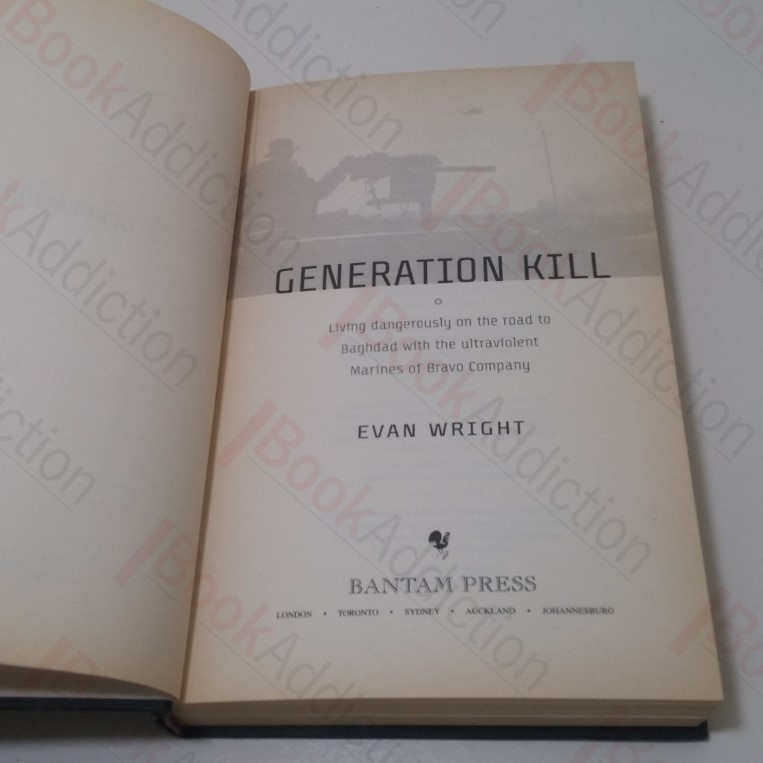 GENERATION KILL
Living dangerously on the road to
Baghdad with the ultraviolent
Marines of Bravo Company
EVAN WRIGHT
BANTAM PRESS
LONDON • TORONTO • SYDNEY • AUCKLAND • JOHANNESBURG
BookAddiction